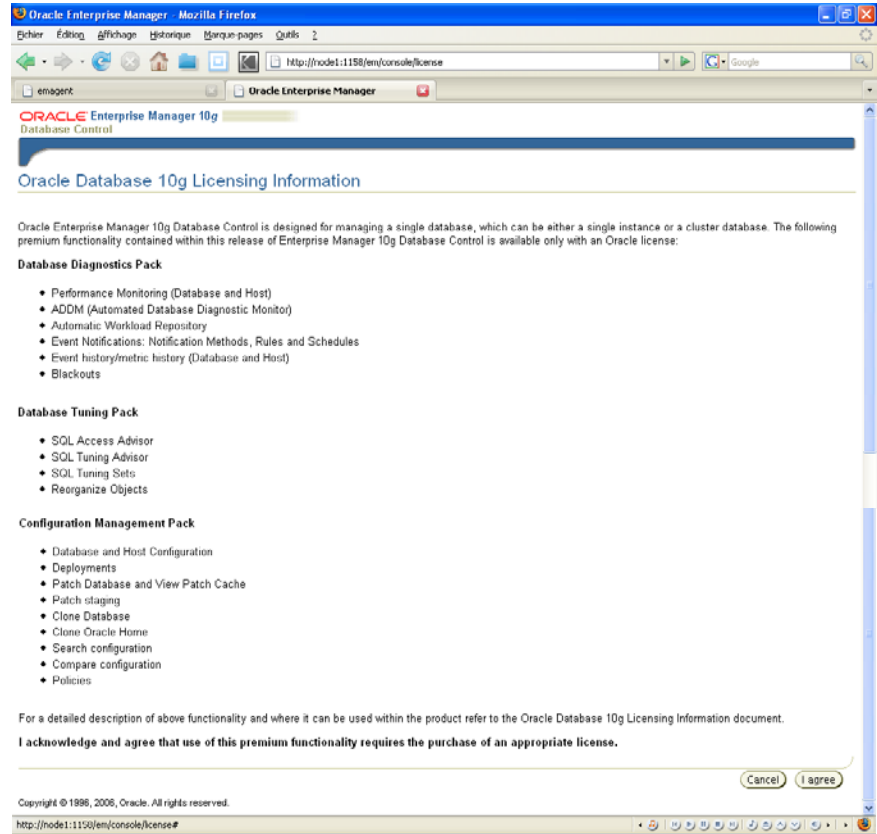 Oracle Enterprise Manager - Mozilla Firefox
Fichier Édition Affichage Historique Marque-pages Outils ?
http://node1:1158/em/console/license
Google
emagent
Oracle Enterprise Manager
ORACLE Enterprise Manager 10g
Database Control
Oracle Database 10g Licensing Information
Oracle Enterprise Manager 10g Database Control is designed for managing a single database, which can be either a single instance or a cluster database. The following
premium functionality contained within this release of Enterprise Manager 10g Database Control is available only with an Oracle license:
Database Diagnostics Pack
Performance Monitoring (Database and Host)
ADDM (Automated Database Diagnostic Monitor)
Automatic Workload Repository
Event Notifications: Notification Methods, Rules and Schedules
Event history/metric history (Database and Host)
Blackouts
Database Tuning Pack
SQL Access Advisor
SQL Tuning Advisor
SQL Tuning Sets
Reorganize Objects
Configuration Management Pack
Database and Host Configuration
Deployments
Patch Database and View Patch Cache
Patch staging
Clone Database
Clone Oracle Home
Search configuration
Compare configuration
Policies
For a detailed description of above functionality and where it can be used within the product refer to the Oracle Database 10g Licensing Information document.
I acknowledge and agree that use of this premium functionality requires the purchase of an appropriate license.
Cancel I agree
Copyright © 1996, 2006, Oracle. All rights reserved.
http://node1:1158/em/console/license#